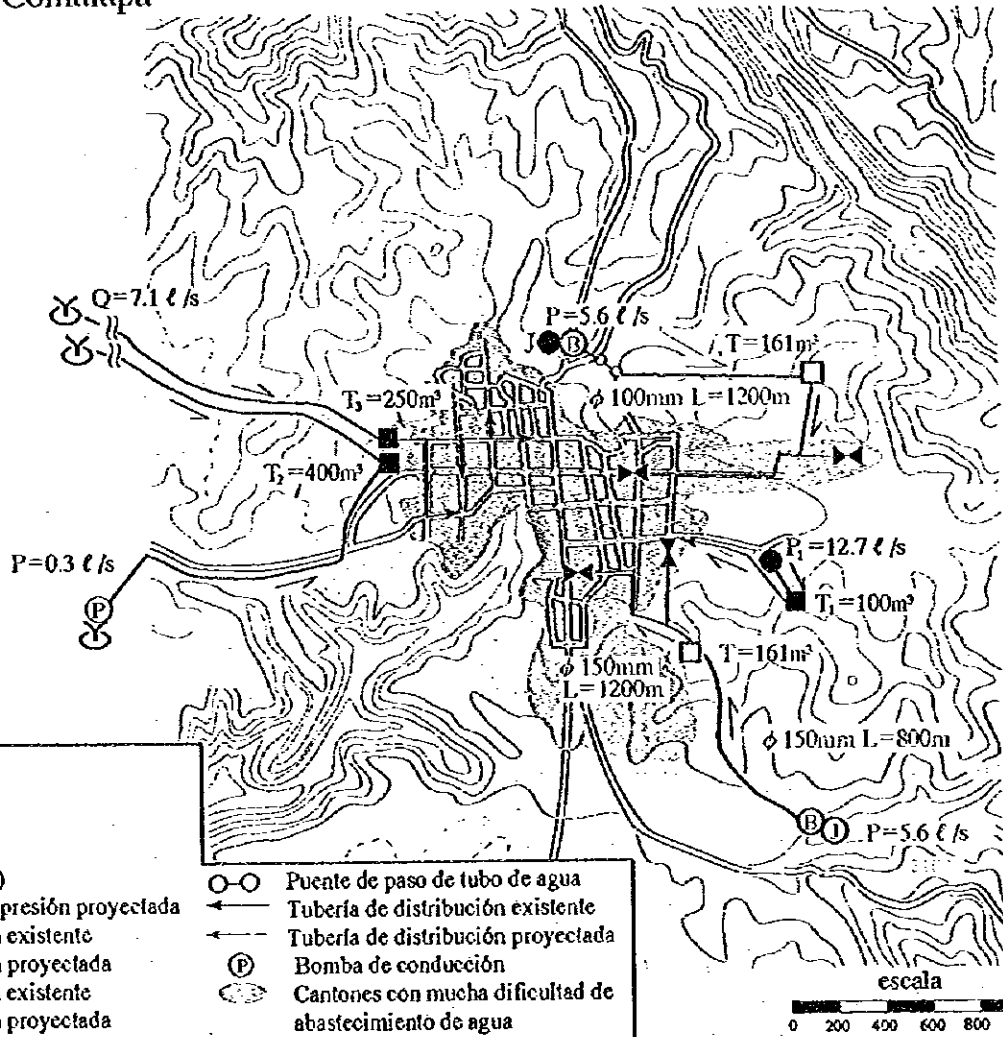 Q=7.1 ℓ/s
P=5.6 ℓ/s
J
B
T=161m³
φ 100mm L=1200m
T₃=250m³
T₂=400m³
P=0.3 ℓ/s
P
P₁=12.7 ℓ/s
T₁=100m³
T=161m³
φ 150mm
L=1200m
φ 150mm L=800m
B
J
P=5.6 ℓ/s
Puente de paso de tubo de agua
presión proyectada
Tubería de distribución existente
existente
Tubería de distribución proyectada
proyectada
P
Bomba de conducción
existente
Cantones con mucha dificultad de
proyectada
abastecimiento de agua
escala
0 200 400 600 800